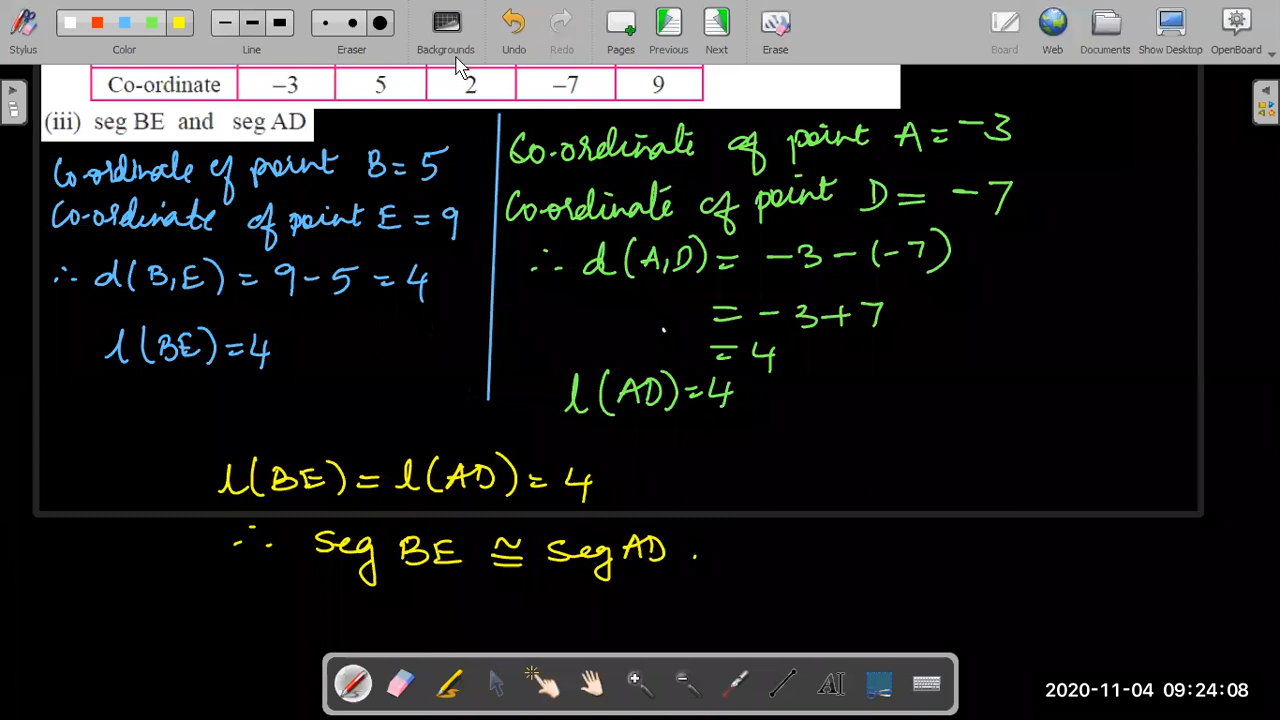 Stylus Color Line Eraser Backgrounds Undo Redo Pages Previous Next Erase Board Web Documents Show Desktop OpenBoard
Co-ordinate −3 5 2 −7 9
(iii) seg BE and seg AD
Co-ordinate of point B = 5
Co-ordinate of point E = 9
∴ d(B,E) = 9 − 5 = 4
l(BE) = 4
Co-ordinate of point A = −3
Co-ordinate of point D = −7
∴ d(A,D) = −3 − (−7)
= −3 + 7
= 4
l(AD) = 4
l(BE) = l(AD) = 4
∴ seg BE ≅ seg AD .
AI
2020-11-04 09:24:08